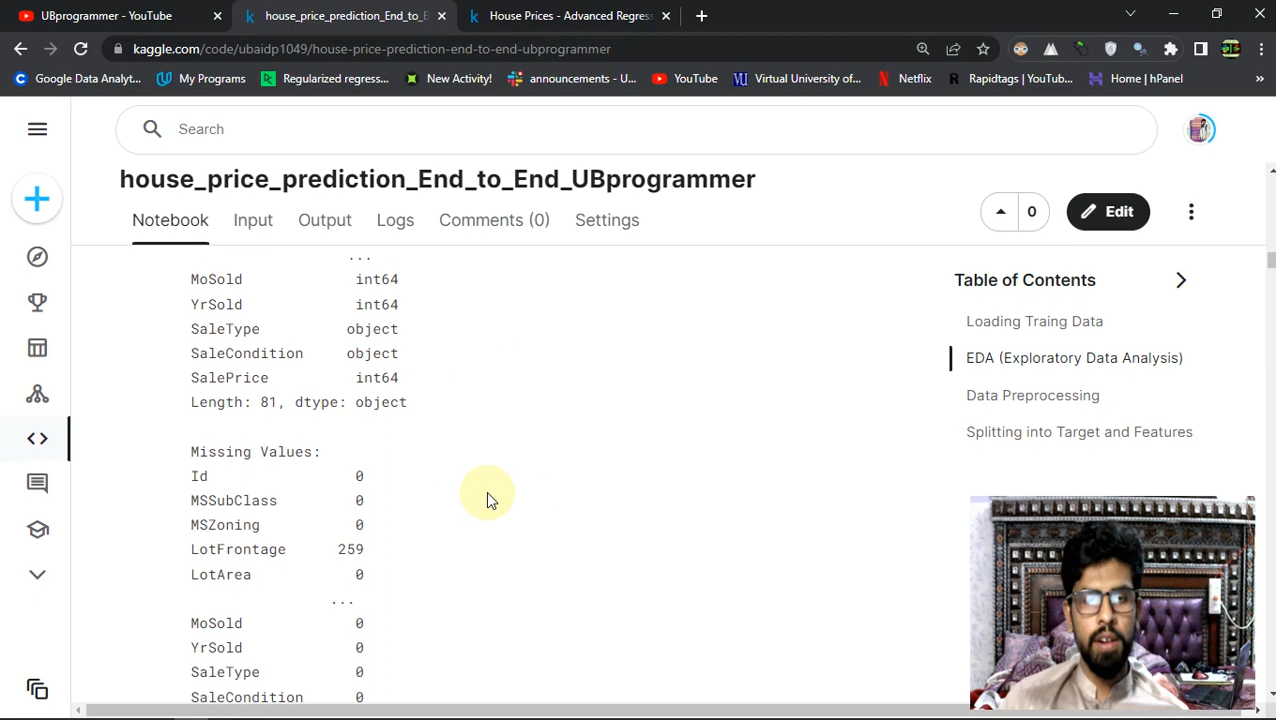 UBprogrammer - YouTube
house_price_prediction_End_to_E
House Prices - Advanced Regress
kaggle.com/code/ubaidp1049/house-price-prediction-end-to-end-ubprogrammer
Google Data Analyt...
My Programs
Regularized regress...
New Activity!
announcements - U...
YouTube
Virtual University of...
Netflix
Rapidtags | YouTub...
Home | hPanel
»
Search
house_price_prediction_End_to_End_UBprogrammer
Notebook
Input
Output
Logs
Comments (0)
Settings
0
Edit
...
MoSold int64
YrSold int64
SaleType object
SaleCondition object
SalePrice int64
Length: 81, dtype: object
Missing Values:
Id 0
MSSubClass 0
MSZoning 0
LotFrontage 259
LotArea 0
...
MoSold 0
YrSold 0
SaleType 0
SaleCondition 0
Table of Contents
Loading Traing Data
EDA (Exploratory Data Analysis)
Data Preprocessing
Splitting into Target and Features